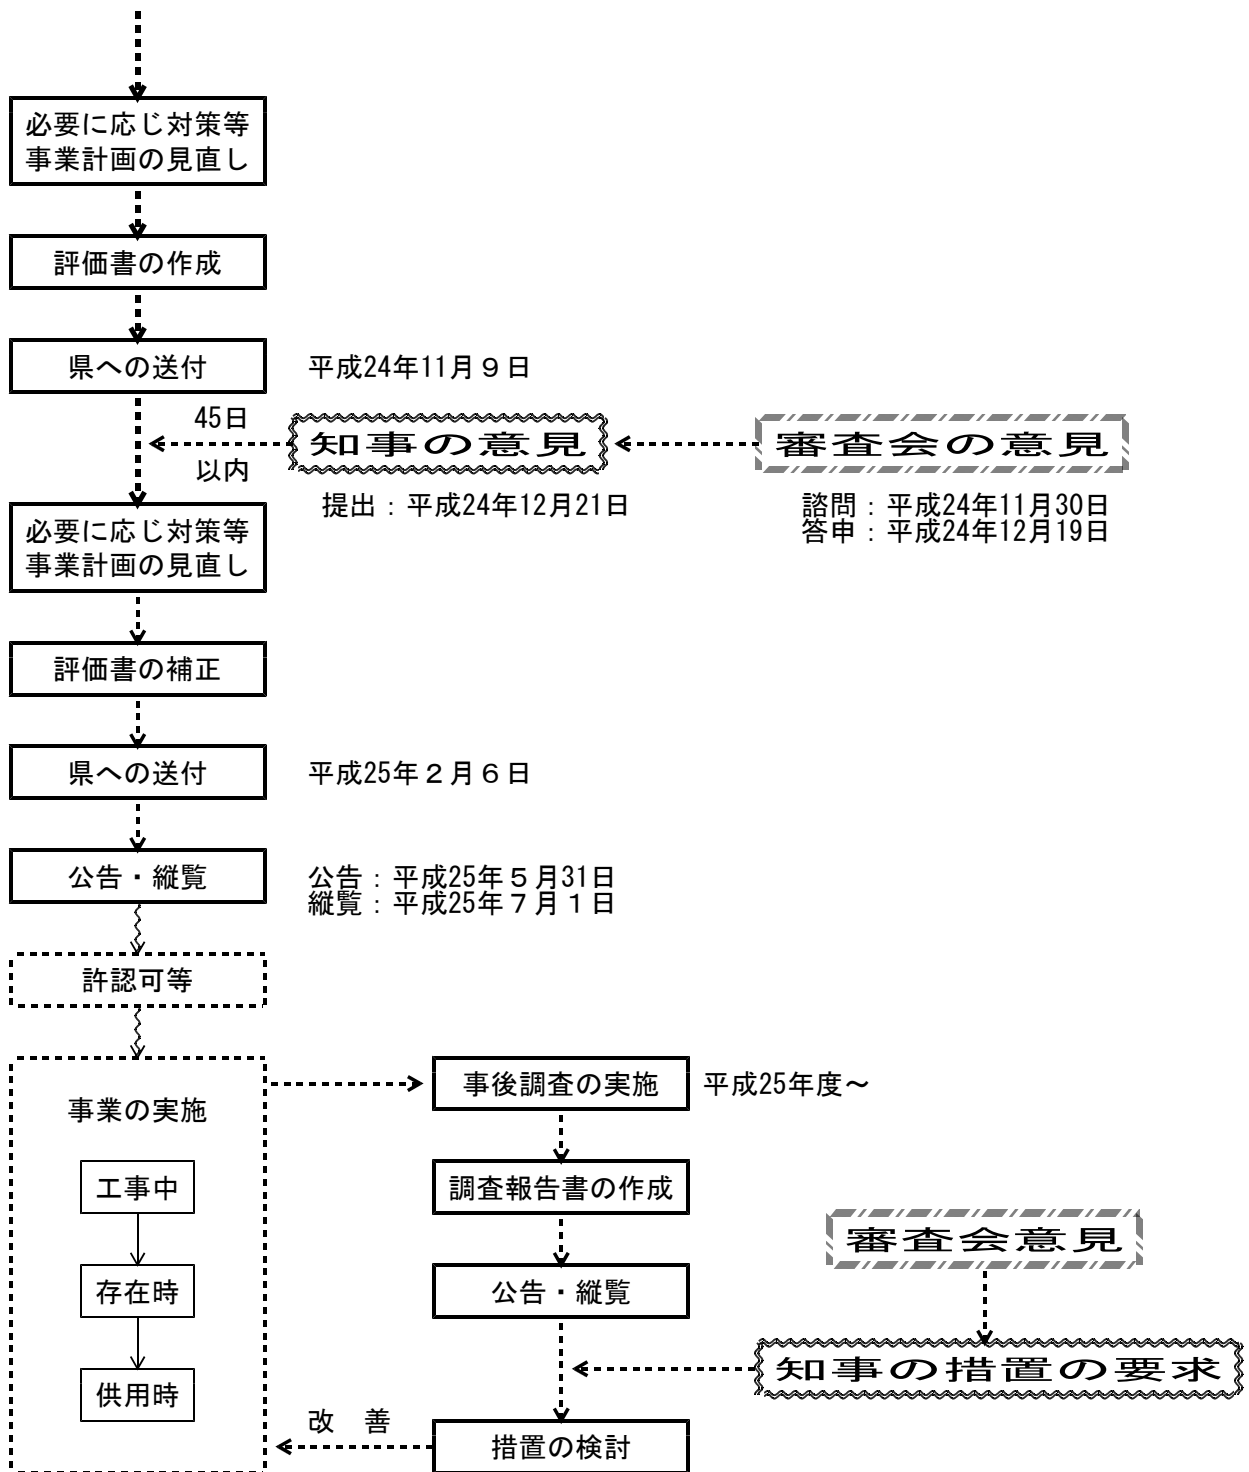 必要に応じ対策等
事業計画の見直し
評価書の作成
県への送付
平成24年11月９日
45日
以内
知事の意見
審査会の意見
提出：平成24年12月21日
諮問：平成24年11月30日
答申：平成24年12月19日
必要に応じ対策等
事業計画の見直し
評価書の補正
県への送付
平成25年２月６日
公告・縦覧
公告：平成25年５月31日
縦覧：平成25年７月１日
許認可等
事業の実施
工事中
存在時
供用時
事後調査の実施
平成25年度～
調査報告書の作成
公告・縦覧
審査会意見
知事の措置の要求
改　善
措置の検討